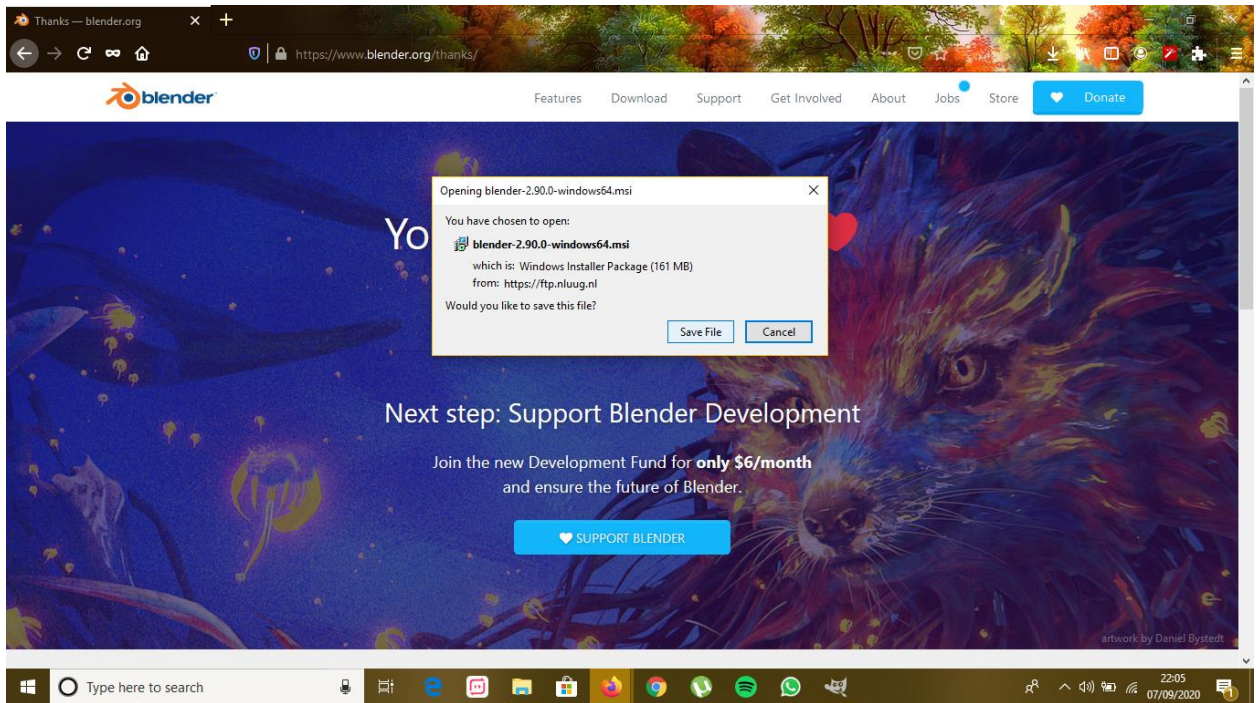 Thanks — blender.org
https://www.blender.org/thanks/
blender
Features Download Support Get Involved About Jobs Store Donate
Opening blender-2.90.0-windows64.msi
You have chosen to open:
blender-2.90.0-windows64.msi
which is: Windows Installer Package (161 MB)
from: https://ftp.nluug.nl
Would you like to save this file?
Save File Cancel
Yo
Next step: Support Blender Development
Join the new Development Fund for only $6/month
and ensure the future of Blender.
SUPPORT BLENDER
artwork by Daniel Bystedt
Type here to search
22:05
07/09/2020
1